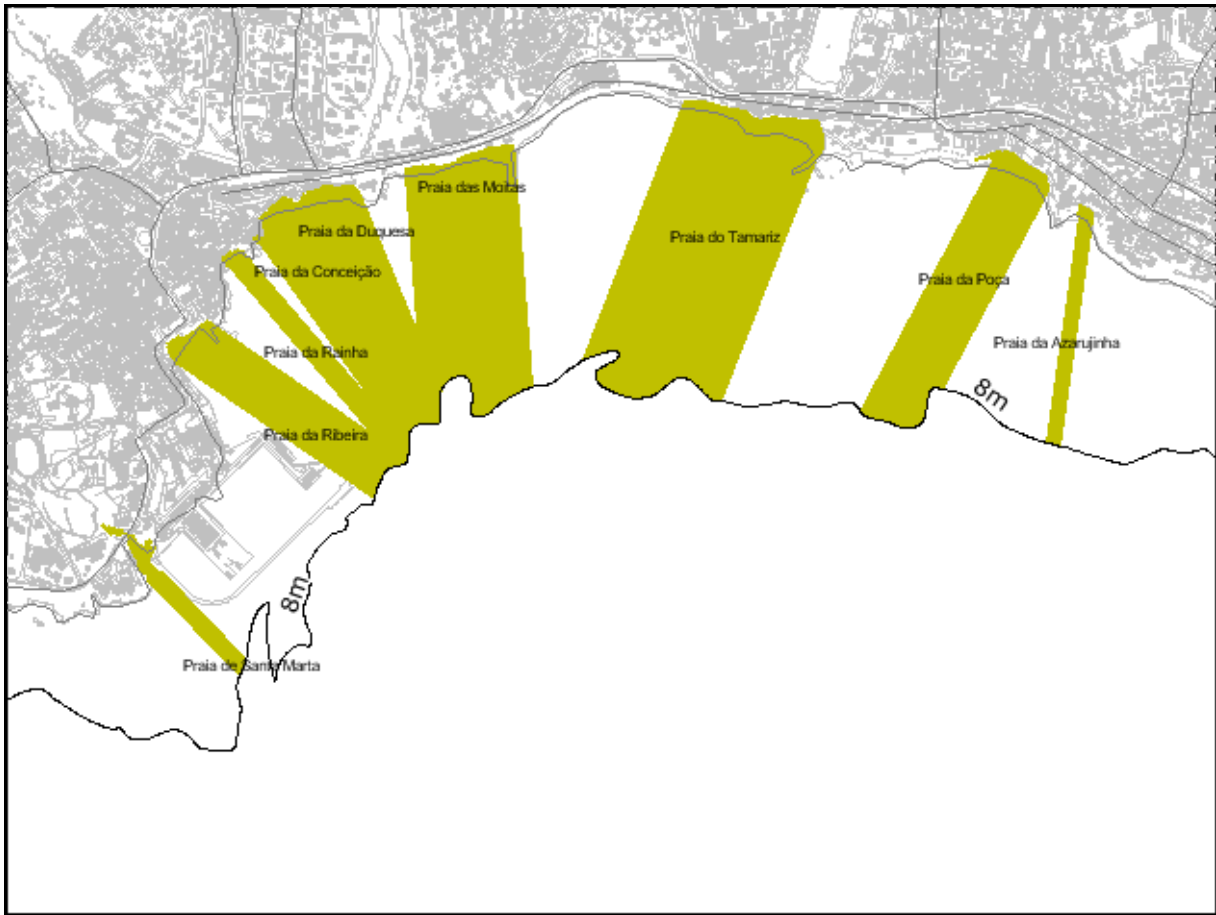 Praia das Moitas
Praia da Duquesa
Praia do Tamariz
Praia da Conceição
Praia da Poça
Praia da Rainha
Praia da Azarujinha
8m
Praia da Ribeira
8m
Praia de Santa Marta